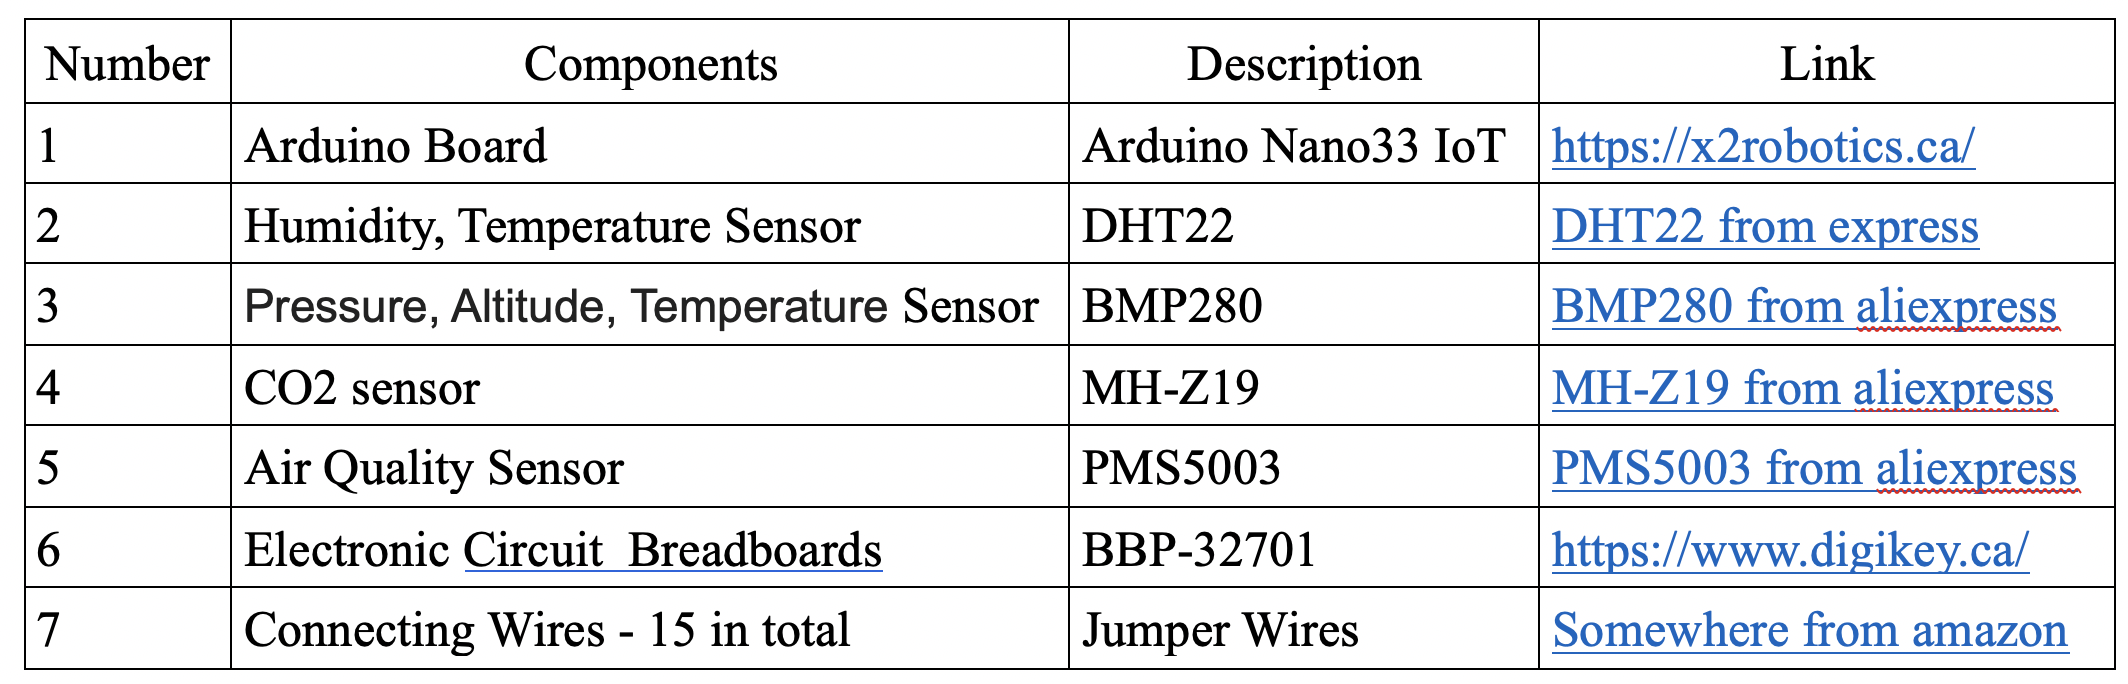 Number Components Description Link
1 Arduino Board Arduino Nano33 IoT https://x2robotics.ca/
2 Humidity, Temperature Sensor DHT22 DHT22 from express
3 Pressure, Altitude, Temperature Sensor BMP280 BMP280 from aliexpress
4 CO2 sensor MH-Z19 MH-Z19 from aliexpress
5 Air Quality Sensor PMS5003 PMS5003 from aliexpress
6 Electronic Circuit  Breadboards BBP-32701 https://www.digikey.ca/
7 Connecting Wires - 15 in total Jumper Wires Somewhere from amazon